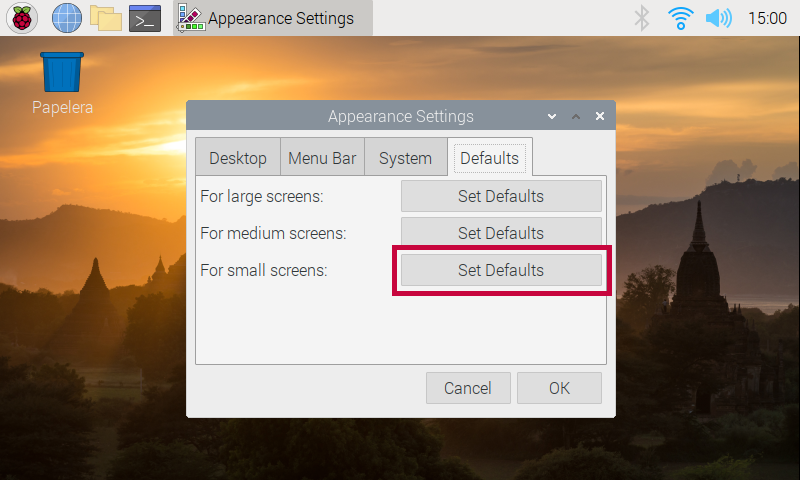 Appearance Settings
15:00
Papelera
Appearance Settings
Desktop
Menu Bar
System
Defaults
For large screens:
Set Defaults
For medium screens:
Set Defaults
For small screens:
Set Defaults
Cancel
OK